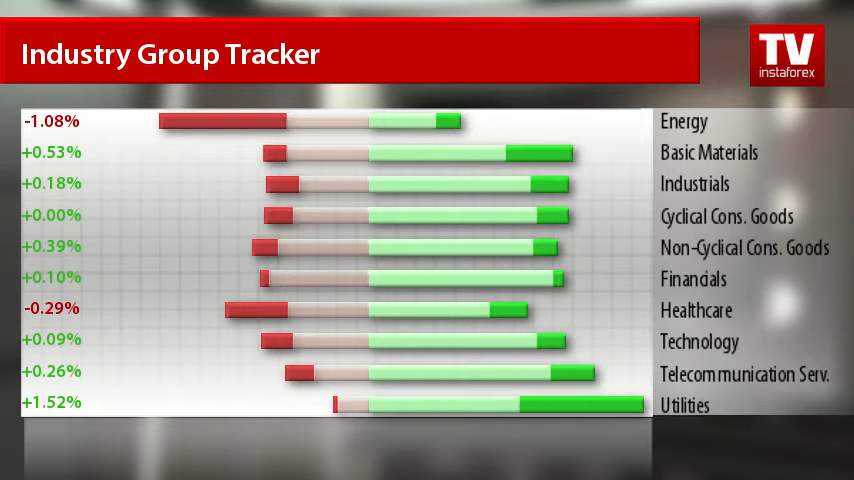 Industry Group Tracker
TV
instaforex
-1.08% Energy
+0.53% Basic Materials
+0.18% Industrials
+0.00% Cyclical Cons. Goods
+0.39% Non-Cyclical Cons. Goods
+0.10% Financials
-0.29% Healthcare
+0.09% Technology
+0.26% Telecommunication Serv.
+1.52% Utilities